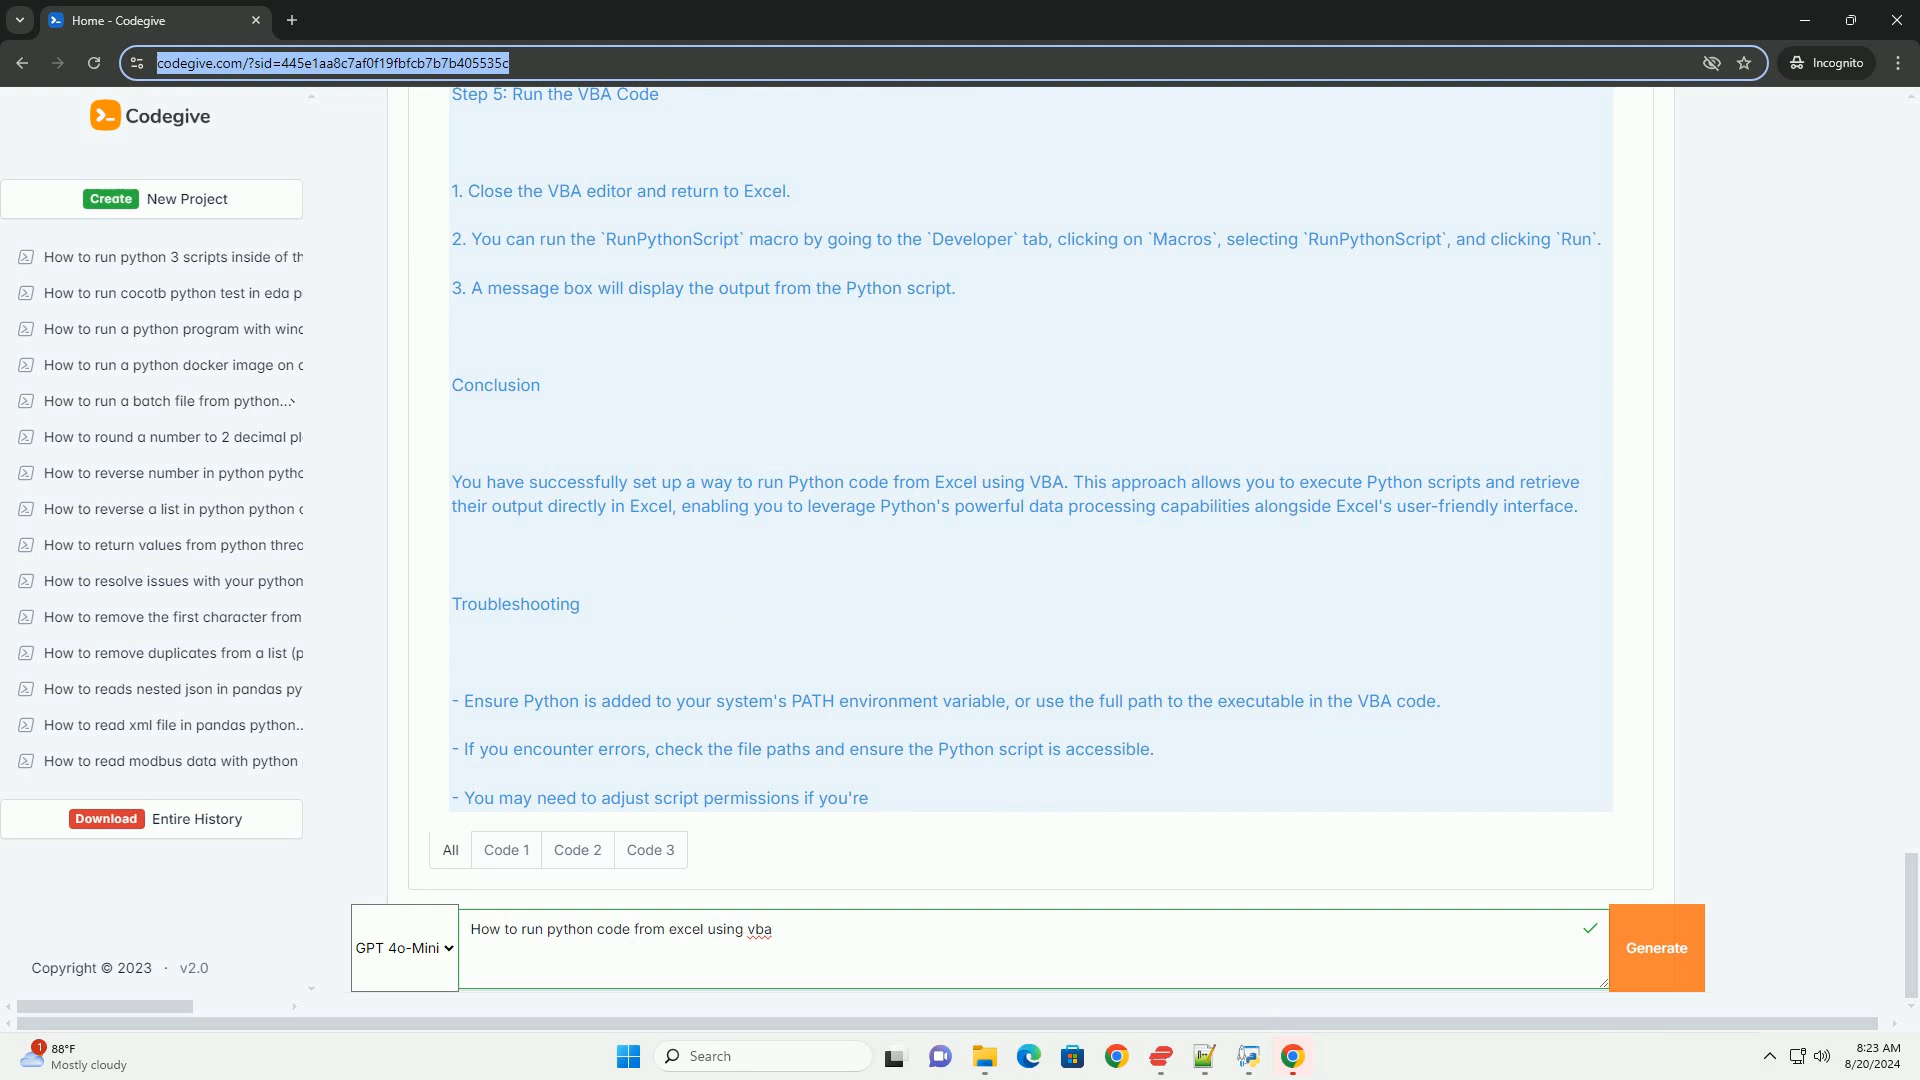 Home - Codegive
codegive.com/?sid=445e1aa8c7af0f19fbfcb7b7b405535c
Incognito
Codegive
Create New Project
How to run python 3 scripts inside of th
How to run cocotb python test in eda p
How to run a python program with winc
How to run a python docker image on c
How to run a batch file from python...
How to round a number to 2 decimal pl
How to reverse number in python pythc
How to reverse a list in python python c
How to return values from python threc
How to resolve issues with your python
How to remove the first character from
How to remove duplicates from a list (p
How to reads nested json in pandas py
How to read xml file in pandas python..
How to read modbus data with python
Download Entire History
Copyright © 2023 · v2.0
Step 5: Run the VBA Code
1. Close the VBA editor and return to Excel.
2. You can run the `RunPythonScript` macro by going to the `Developer` tab, clicking on `Macros`, selecting `RunPythonScript`, and clicking `Run`.
3. A message box will display the output from the Python script.
Conclusion
You have successfully set up a way to run Python code from Excel using VBA. This approach allows you to execute Python scripts and retrieve
their output directly in Excel, enabling you to leverage Python's powerful data processing capabilities alongside Excel's user-friendly interface.
Troubleshooting
- Ensure Python is added to your system's PATH environment variable, or use the full path to the executable in the VBA code.
- If you encounter errors, check the file paths and ensure the Python script is accessible.
- You may need to adjust script permissions if you're
All Code 1 Code 2 Code 3
GPT 4o-Mini
How to run python code from excel using vba
Generate
1
88°F
Mostly cloudy
Search
8:23 AM
8/20/2024